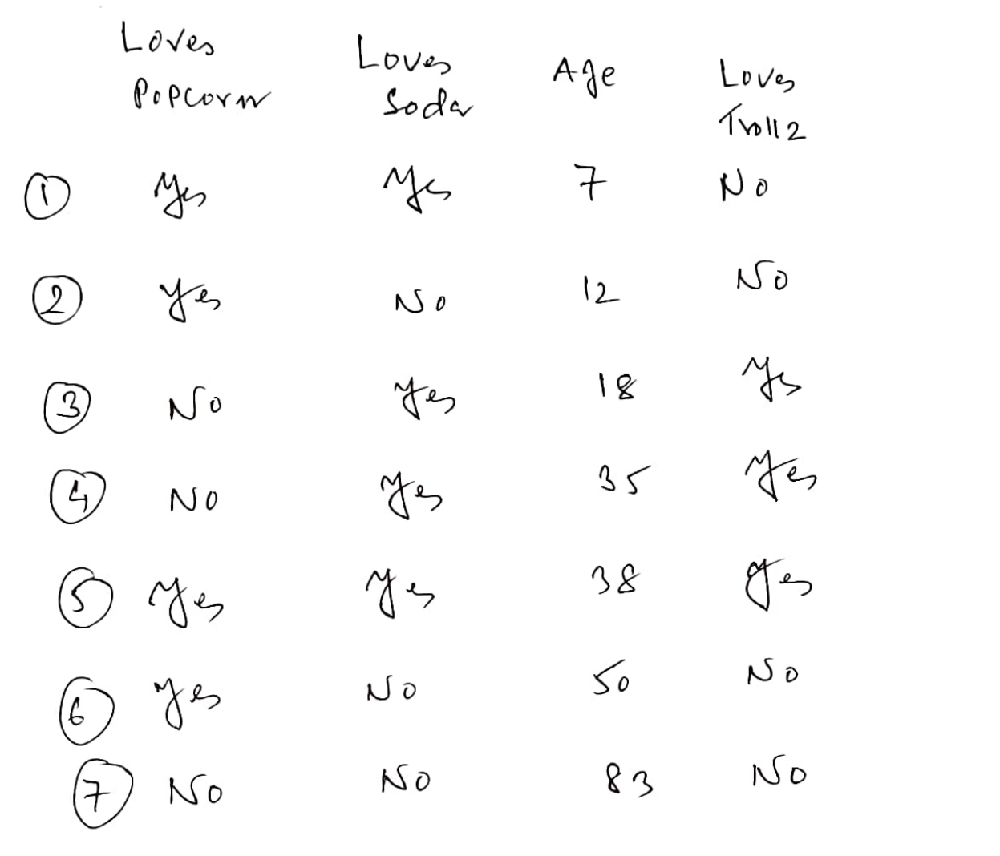 Loves Popcorn Loves Soda Age Loves Troll 2
1 Yes Yes 7 No
2 Yes No 12 No
3 No Yes 18 Yes
4 No Yes 35 Yes
5 Yes Yes 38 Yes
6 Yes No 50 No
7 No No 83 No